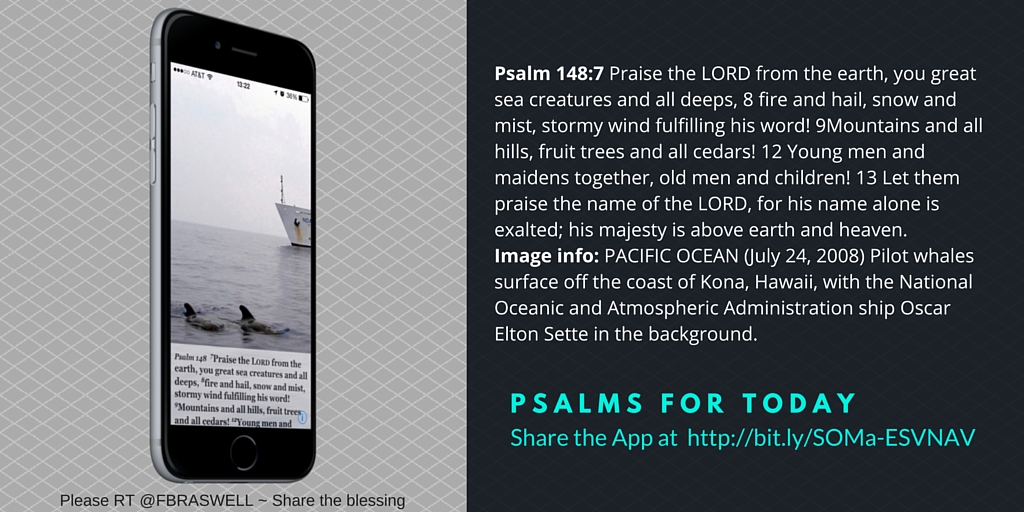 ●●●○○ AT&T
13:22
36%
Psalm 148 7Praise the LORD from the
earth, you great sea creatures and all
deeps, 8fire and hail, snow and mist,
stormy wind fulfilling his word!
9Mountains and all hills, fruit trees
and all cedars! 12Young men and
Please RT @FBRASWELL ~ Share the blessing
Psalm 148:7 Praise the LORD from the earth, you great
sea creatures and all deeps, 8 fire and hail, snow and
mist, stormy wind fulfilling his word! 9Mountains and all
hills, fruit trees and all cedars! 12 Young men and
maidens together, old men and children! 13 Let them
praise the name of the LORD, for his name alone is
exalted; his majesty is above earth and heaven.
Image info: PACIFIC OCEAN (July 24, 2008) Pilot whales
surface off the coast of Kona, Hawaii, with the National
Oceanic and Atmospheric Administration ship Oscar
Elton Sette in the background.
PSALMS FOR TODAY
Share the App at http://bit.ly/SOMa-ESVNAV